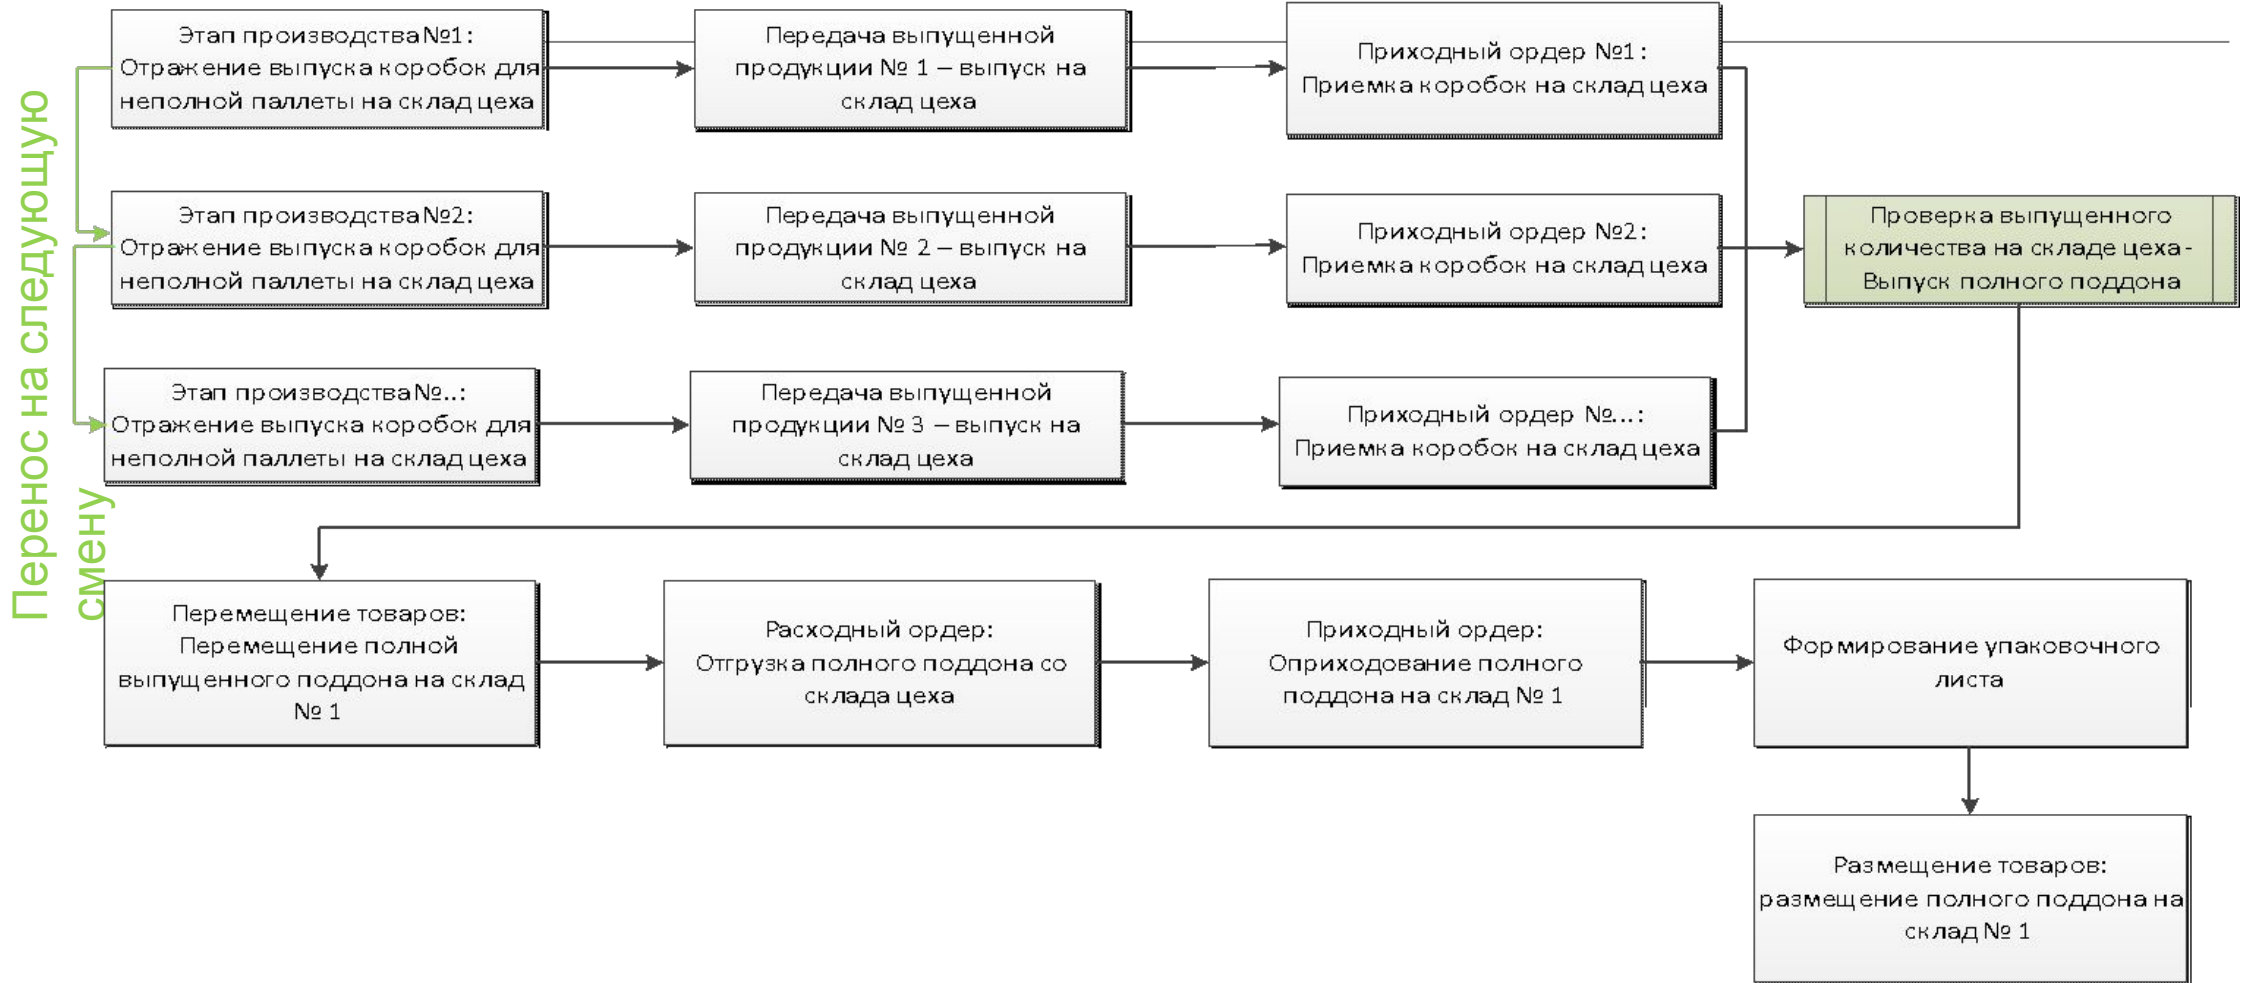 Перенос на следующую
смену
Этап производства №1:
Отражение выпуска коробок для
неполной паллеты на склад цеха
Передача выпущенной
продукции № 1 – выпуск на
склад цеха
Приходный ордер №1:
Приемка коробок на склад цеха
Этап производства №2:
Отражение выпуска коробок для
неполной паллеты на склад цеха
Передача выпущенной
продукции № 2 – выпуск на
склад цеха
Приходный ордер №2:
Приемка коробок на склад цеха
Проверка выпущенного
количества на складе цеха -
Выпуск полного поддона
Этап производства №..:
Отражение выпуска коробок для
неполной паллеты на склад цеха
Передача выпущенной
продукции № 3 – выпуск на
склад цеха
Приходный ордер №...:
Приемка коробок на склад цеха
Перемещение товаров:
Перемещение полной
выпущенного поддона на склад
№ 1
Расходный ордер:
Отгрузка полного поддона со
склада цеха
Приходный ордер:
Оприходование полного
поддона на склад № 1
Формирование упаковочного
листа
Размещение товаров:
размещение полного поддона на
склад № 1